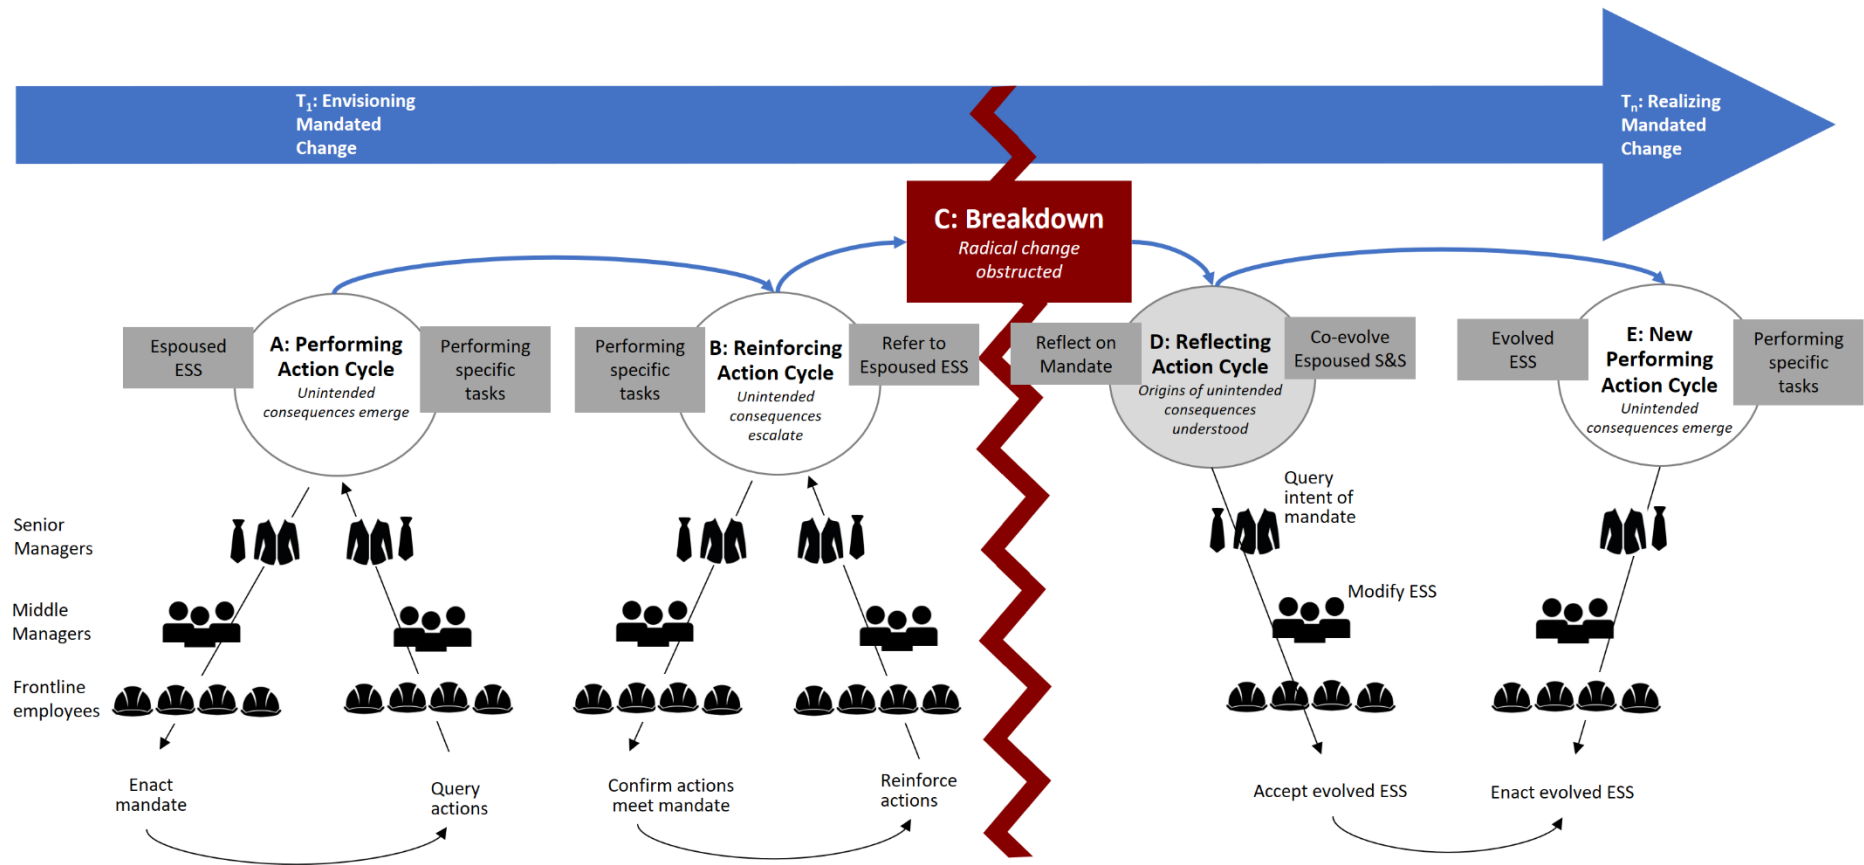 T1: Envisioning
Mandated
Change
Tn: Realizing
Mandated
Change
C: Breakdown
Radical change
obstructed
Espoused
ESS
A: Performing
Action Cycle
Unintended
consequences emerge
Performing
specific
tasks
Performing
specific
tasks
B: Reinforcing
Action Cycle
Unintended
consequences
escalate
Refer to
Espoused ESS
Reflect on
Mandate
D: Reflecting
Action Cycle
Origins of unintended
consequences
understood
Co-evolve
Espoused S&S
Evolved
ESS
E: New
Performing
Action Cycle
Unintended
consequences emerge
Performing
specific
tasks
Senior
Managers
Query
intent of
mandate
Middle
Managers
Modify ESS
Frontline
employees
Enact
mandate
Query
actions
Confirm actions
meet mandate
Reinforce
actions
Accept evolved ESS
Enact evolved ESS